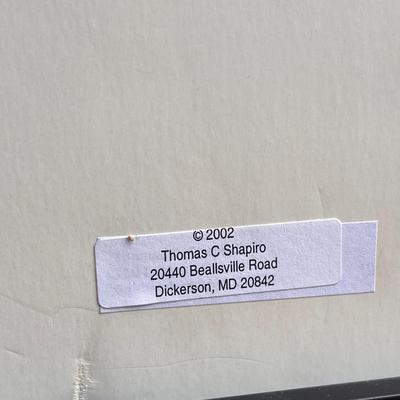 © 2002
Thomas C Shapiro
20440 Beallsville Road
Dickerson, MD 20842